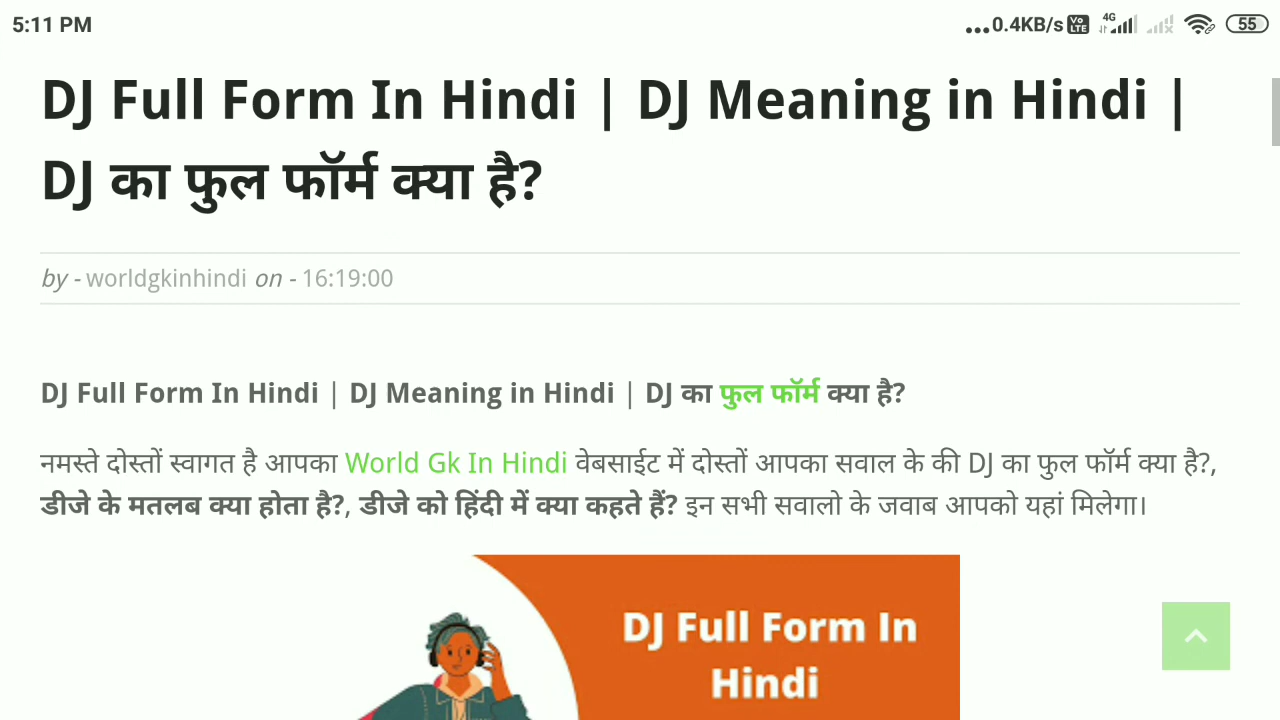 5:11 PM
...0.4KB/s Vo LTE 4G 55
DJ Full Form In Hindi | DJ Meaning in Hindi |
DJ का फुल फॉर्म क्या है?
by - worldgkinhindi on - 16:19:00
DJ Full Form In Hindi | DJ Meaning in Hindi | DJ का फुल फॉर्म क्या है?
नमस्ते दोस्तों स्वागत है आपका World Gk In Hindi वेबसाईट में दोस्तों आपका सवाल के की DJ का फुल फॉर्म क्या है?,
डीजे के मतलब क्या होता है?, डीजे को हिंदी में क्या कहते हैं? इन सभी सवालो के जवाब आपको यहां मिलेगा।
DJ Full Form In
Hindi